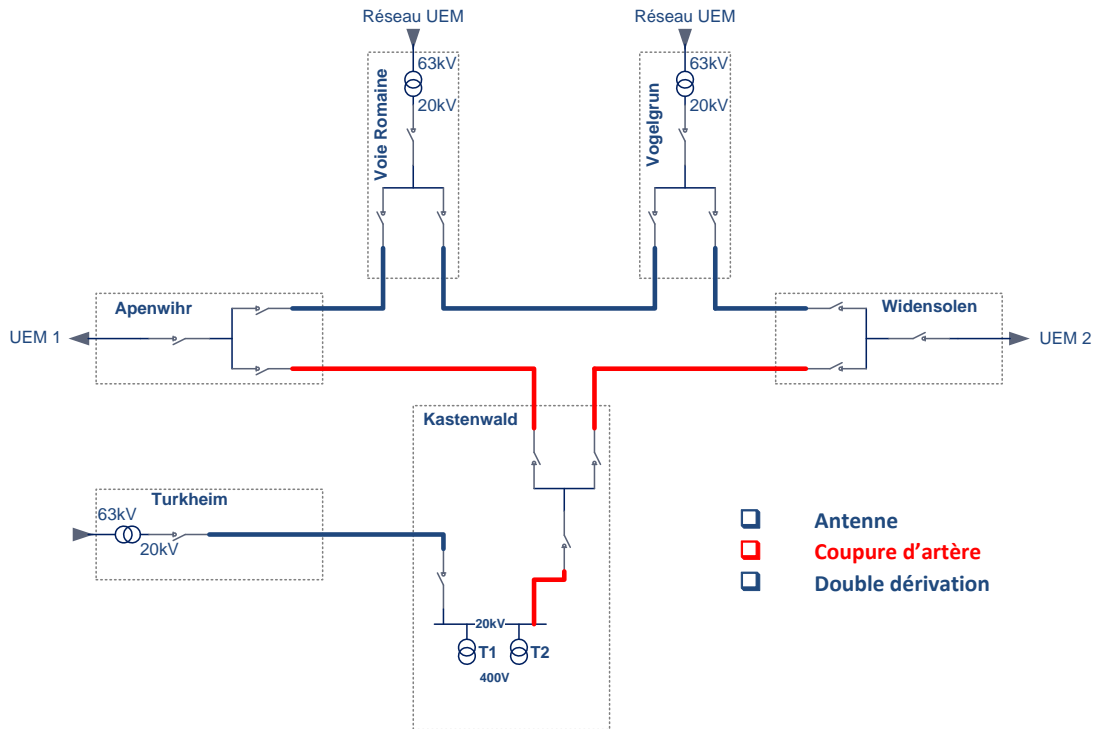 Réseau UEM
Réseau UEM
63kV
20kV
Voie Romaine
63kV
20kV
Vogelgrun
Apenwihr
UEM 1
Widensolen
UEM 2
Kastenwald
Turkheim
63kV
20kV
20kV
T1
T2
400V
❑ Antenne
❑ Coupure d’artère
❑ Double dérivation